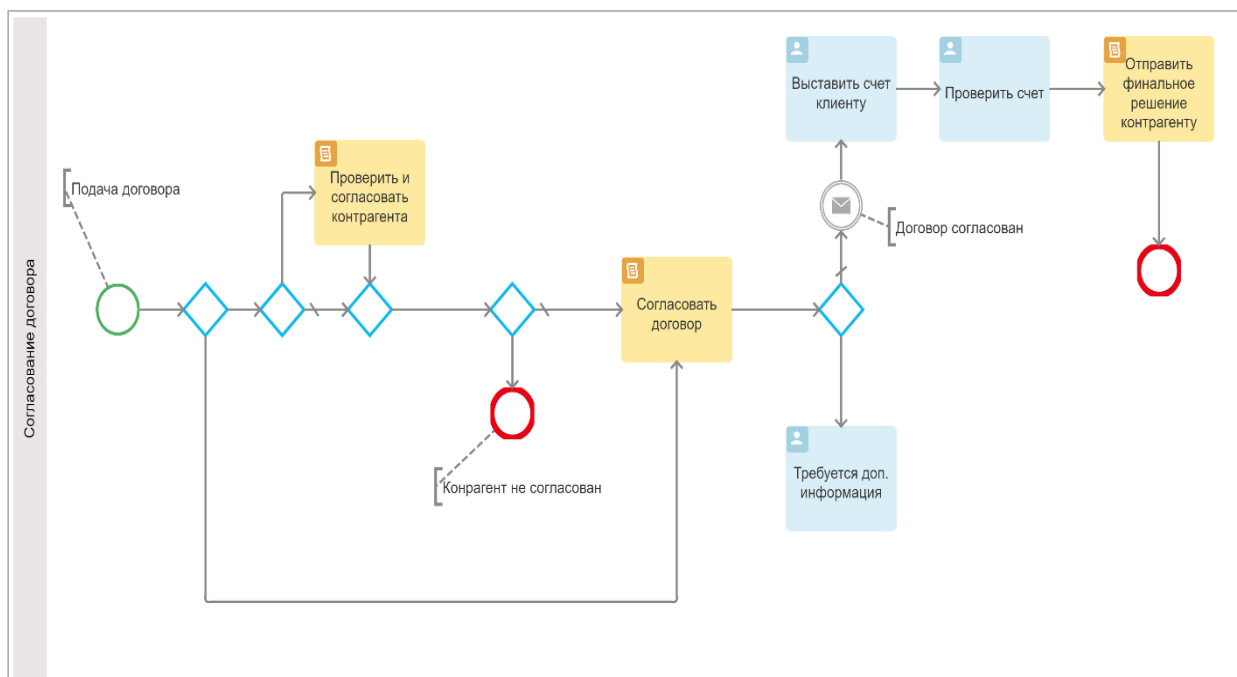 Согласование договора
Подача договора
Проверить и
согласовать
контрагента
Конрагент не согласован
Согласовать
договор
Выставить счет
клиенту
Проверить счет
Отправить
финальное
решение
контрагенту
Договор согласован
Требуется доп.
информация